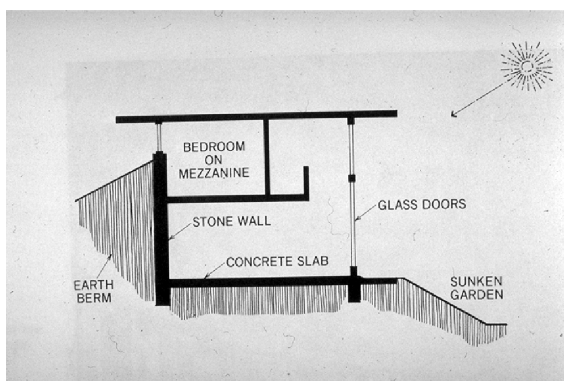 BEDROOM
ON
MEZZANINE
STONE WALL
GLASS DOORS
CONCRETE SLAB
EARTH
BERM
SUNKEN
GARDEN